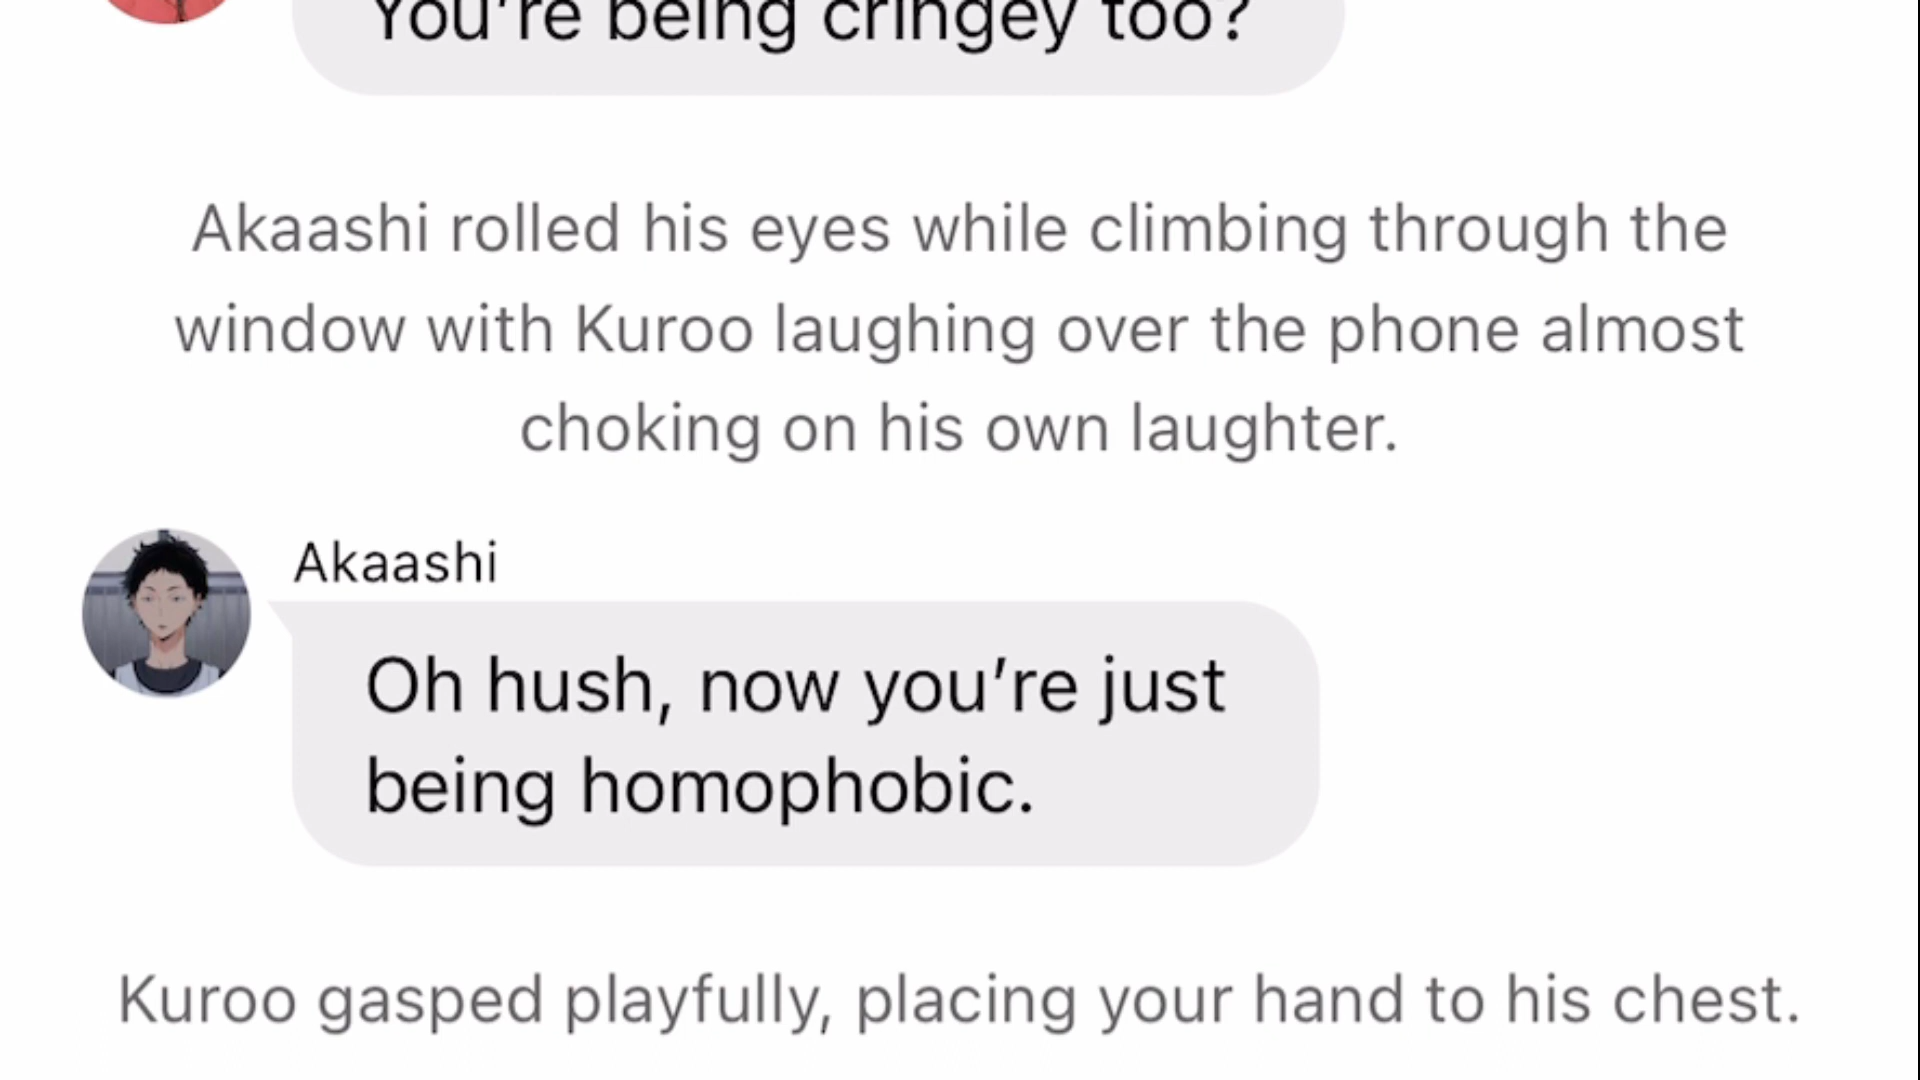 You're being cringey too?
Akaashi rolled his eyes while climbing through the
window with Kuroo laughing over the phone almost
choking on his own laughter.
Akaashi
Oh hush, now you’re just
being homophobic.
Kuroo gasped playfully, placing your hand to his chest.